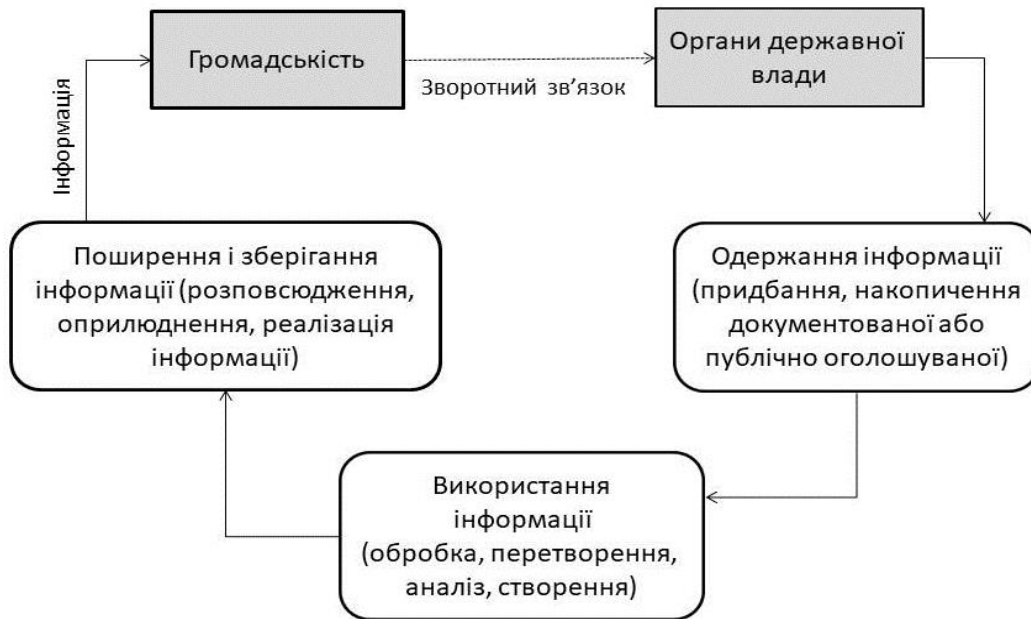 Громадськість
Зворотний зв’язок
Органи державної
влади
Інформація
Поширення і зберігання
інформації (розповсюдження,
оприлюднення, реалізація
інформації)
Одержання інформації
(придбання, накопичення
документованої або
публічно оголошуваної)
Використання
інформації
(обробка, перетворення,
аналіз, створення)